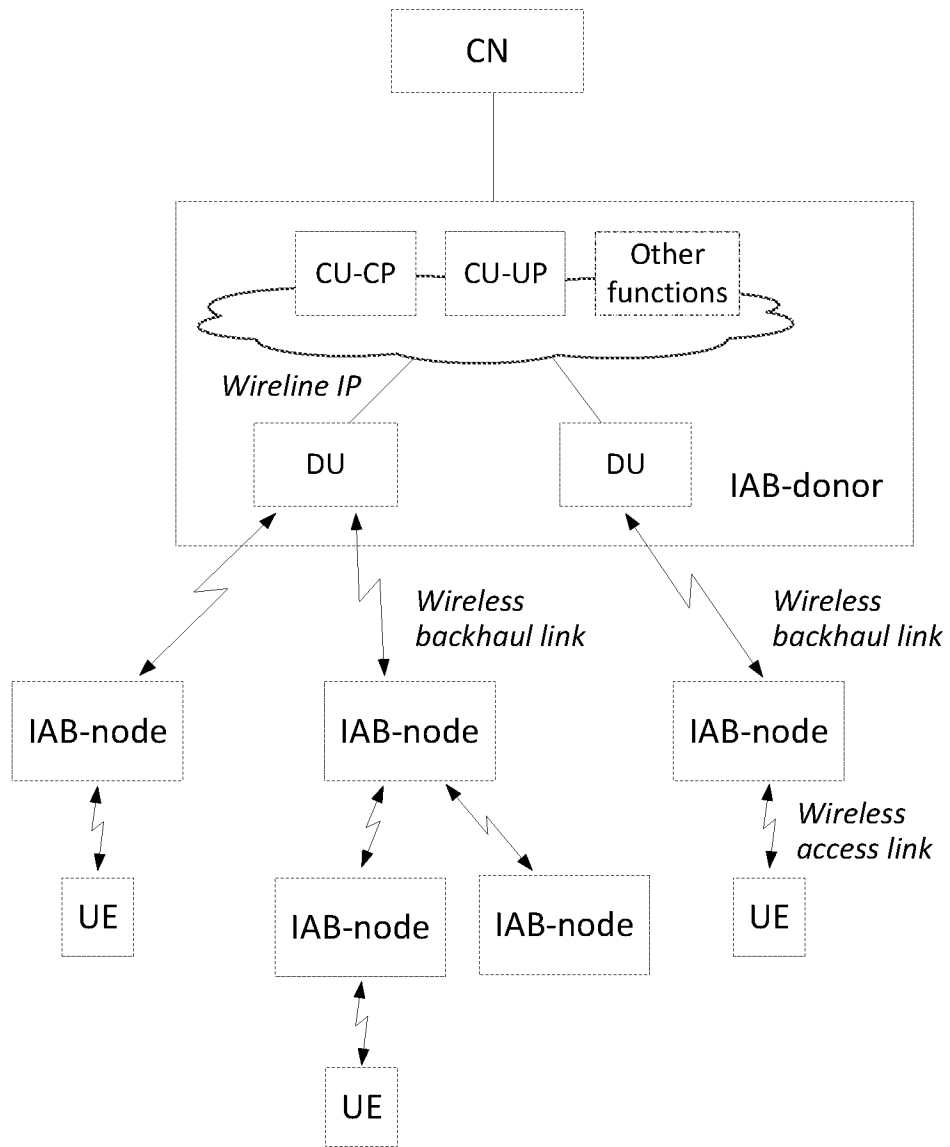 CN
CU-CP
CU-UP
Other
functions
Wireline IP
DU
DU
IAB-donor
Wireless
backhaul link
Wireless
backhaul link
IAB-node
IAB-node
IAB-node
Wireless
access link
UE
IAB-node
IAB-node
UE
UE